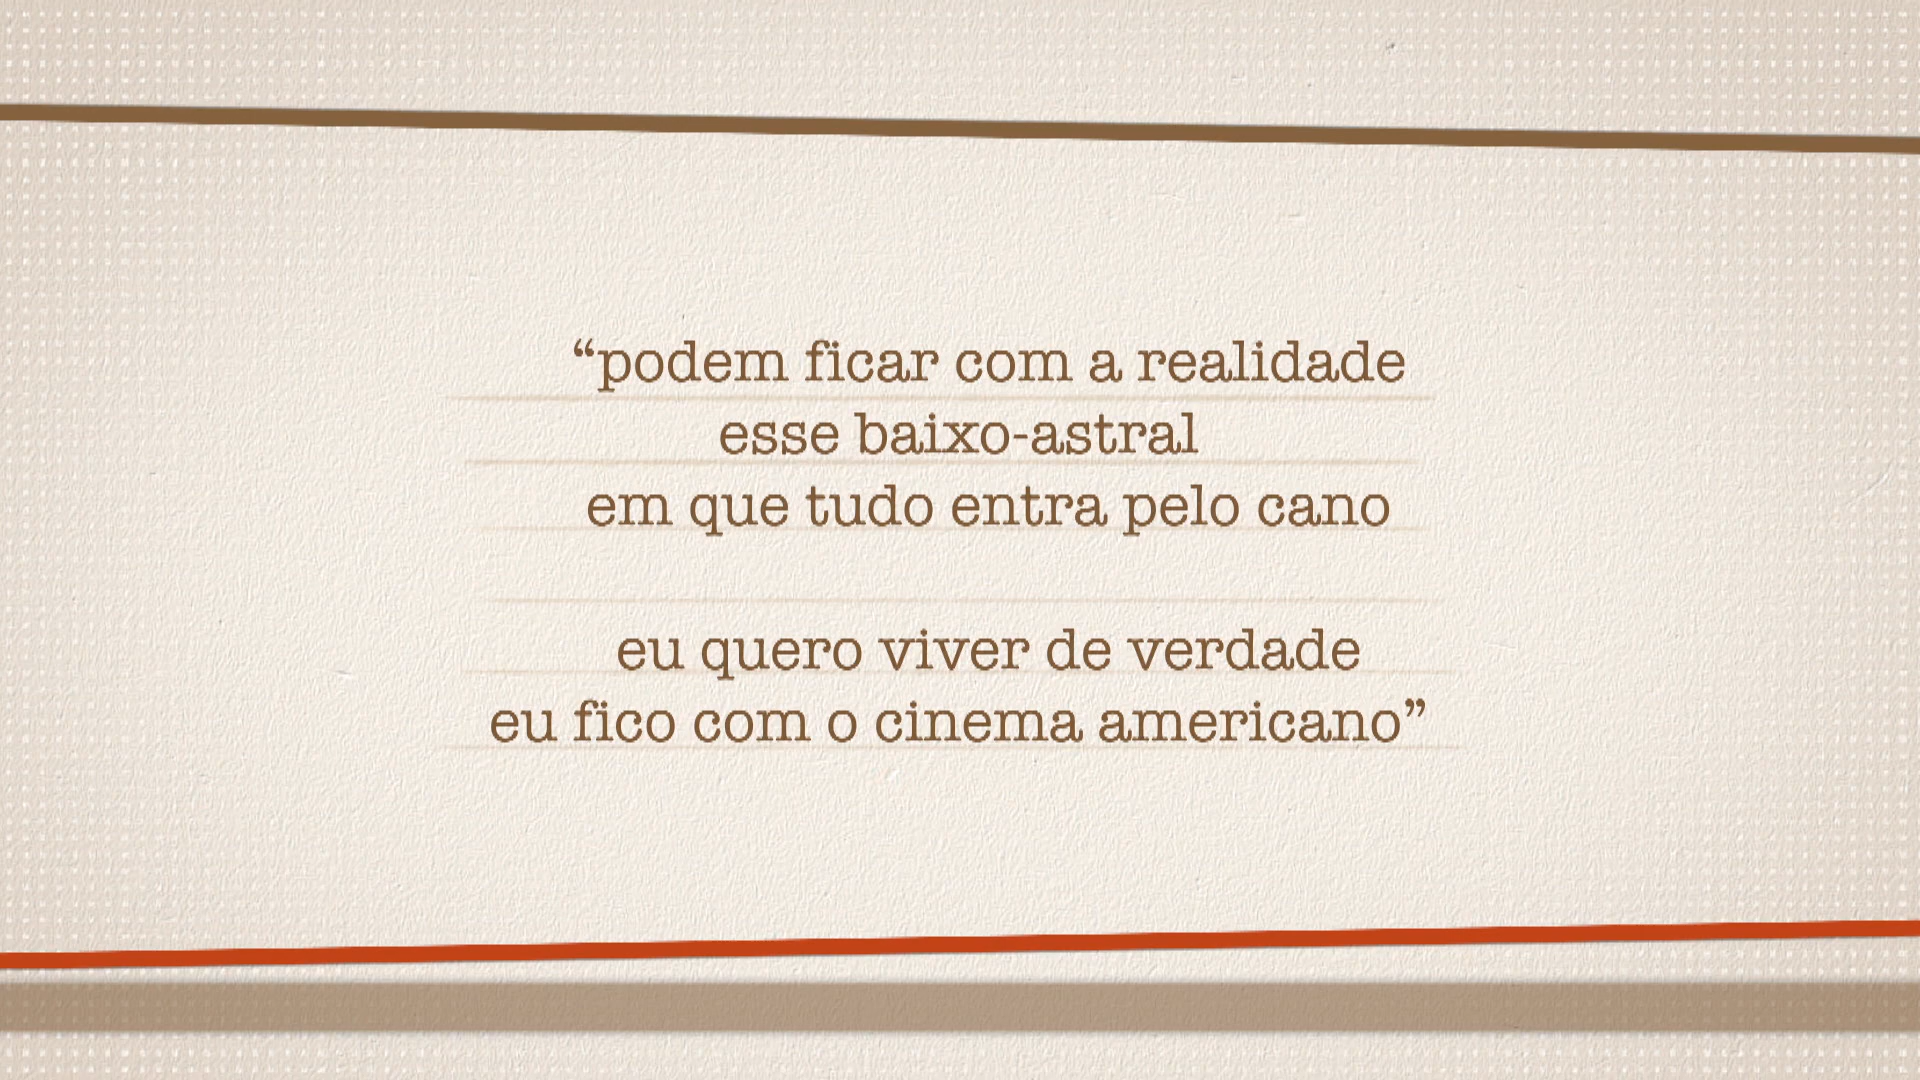 “podem ficar com a realidade
esse baixo-astral
em que tudo entra pelo cano
eu quero viver de verdade
eu fico com o cinema americano”